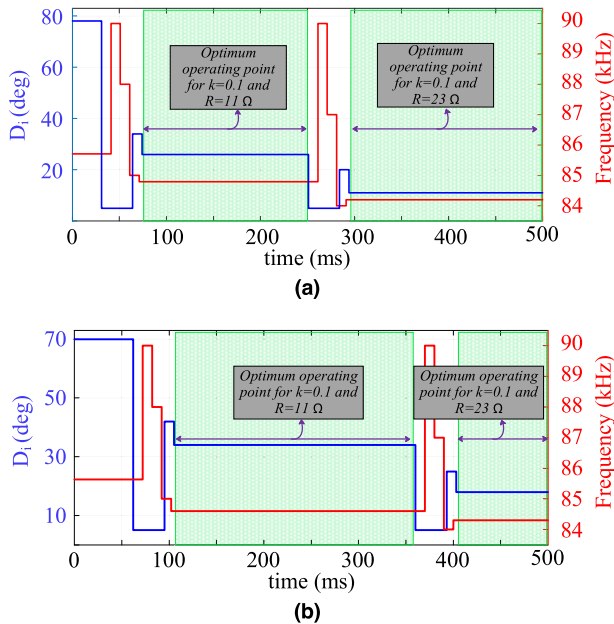 80
60
40
20
D_i (deg)
Optimum
operating point
for k=0.1 and
R=11 Ω
Optimum
operating point
for k=0.1 and
R=23 Ω
90
89
88
87
86
85
84
Frequency (kHz)
0
100
200
300
400
500
time (ms)
(a)
70
50
30
10
D_i (deg)
Optimum operating
point for k=0.1 and
R=11 Ω
Optimum operating
point for k=0.1 and
R=23 Ω
90
89
88
87
86
85
84
Frequency (kHz)
0
100
200
300
400
500
time (ms)
(b)